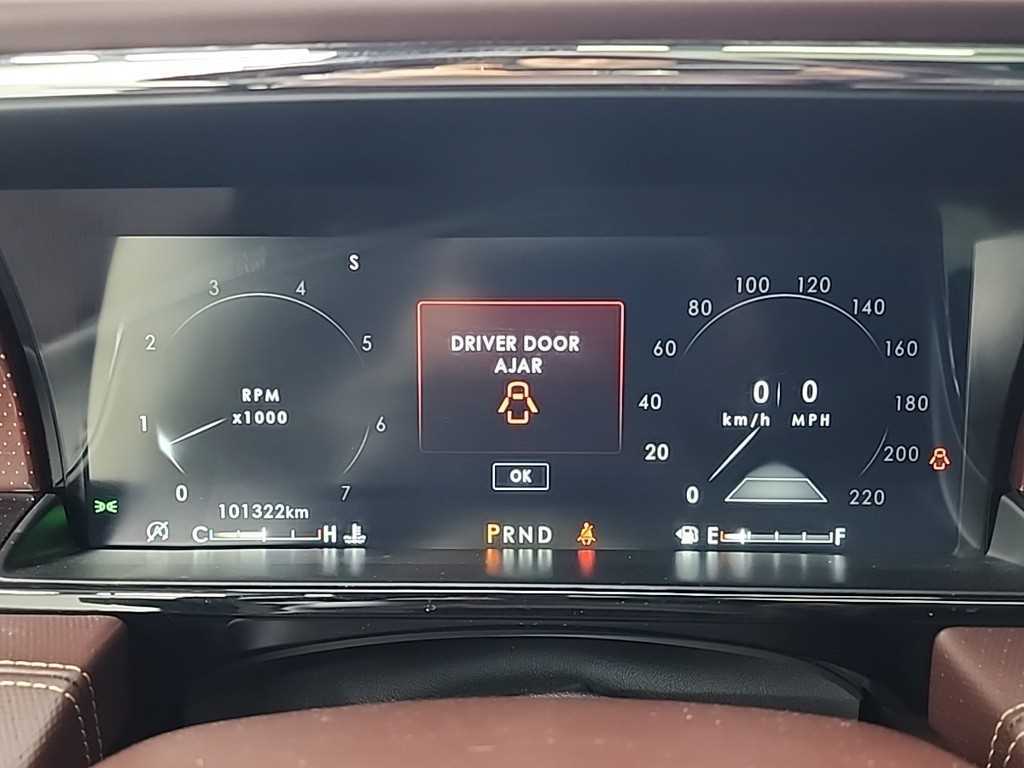 S
3 4
2 5
1 6
0 7
RPM
x1000
101322km
C H
DRIVER DOOR
AJAR
OK
PRND
100 120
80 140
60 160
40 180
20 200
0 220
0 0
km/h MPH
E F